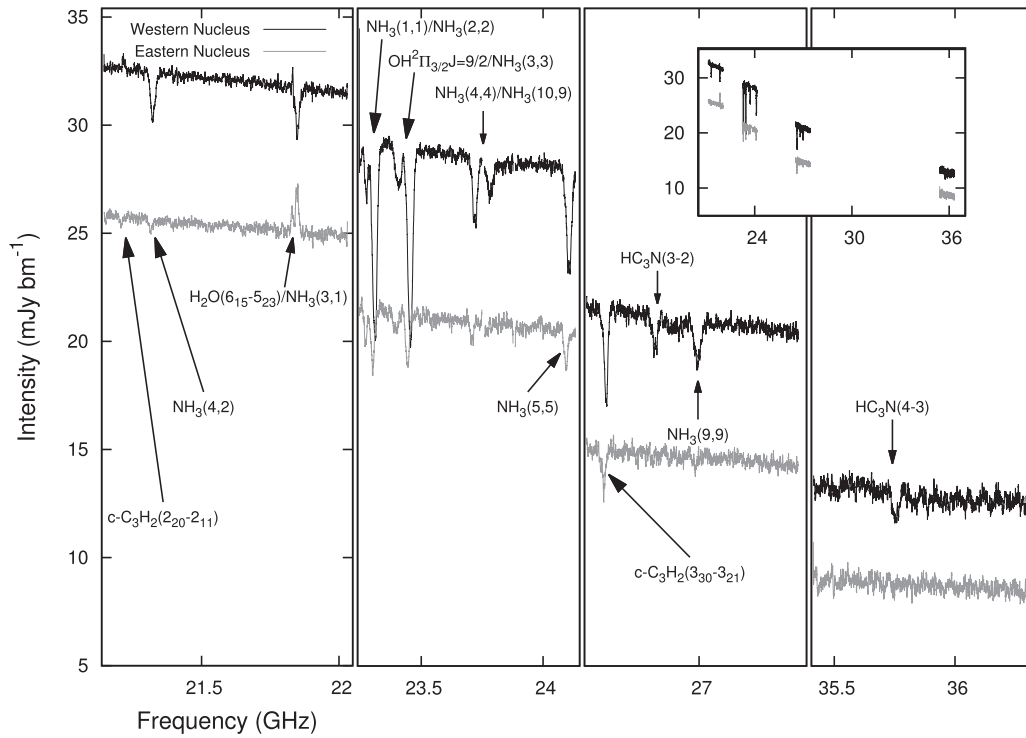 Western Nucleus
Eastern Nucleus
NH₃(1,1)/NH₃(2,2)
OH²Π₃/₂J=9/2/NH₃(3,3)
NH₃(4,4)/NH₃(10,9)
H₂O(6₁₅-5₂₃)/NH₃(3,1)
NH₃(4,2)
c-C₃H₂(2₂₀-2₁₁)
NH₃(5,5)
HC₃N(3-2)
NH₃(9,9)
c-C₃H₂(3₃₀-3₂₁)
HC₃N(4-3)
30
20
10
24 30 36
Intensity (mJy bm⁻¹)
35
30
25
20
15
10
5
21.5 22 23.5 24 27 35.5 36
Frequency (GHz)